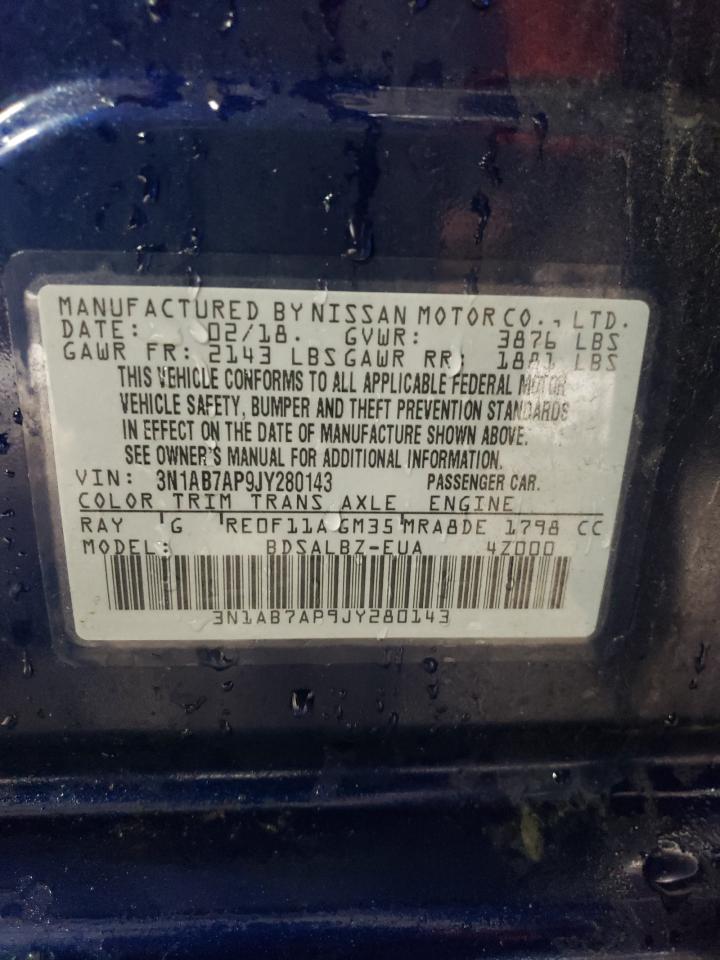 MANUFACTURED BY NISSAN MOTOR CO., LTD.
DATE: 02/18. GVWR: 3876 LBS
GAWR FR: 2143 LBS GAWR RR: 1881 LBS
THIS VEHICLE CONFORMS TO ALL APPLICABLE FEDERAL MOTOR
VEHICLE SAFETY, BUMPER AND THEFT PREVENTION STANDARDS
IN EFFECT ON THE DATE OF MANUFACTURE SHOWN ABOVE.
SEE OWNER'S MANUAL FOR ADDITIONAL INFORMATION.
VIN: 3N1AB7AP9JY280143 PASSENGER CAR.
COLOR TRIM TRANS AXLE ENGINE
RAY G RE0F11A GM35 MRA8DE 1798 CC
MODEL: BDSALBZ-EUA 4Z000
3N1AB7AP9JY280143